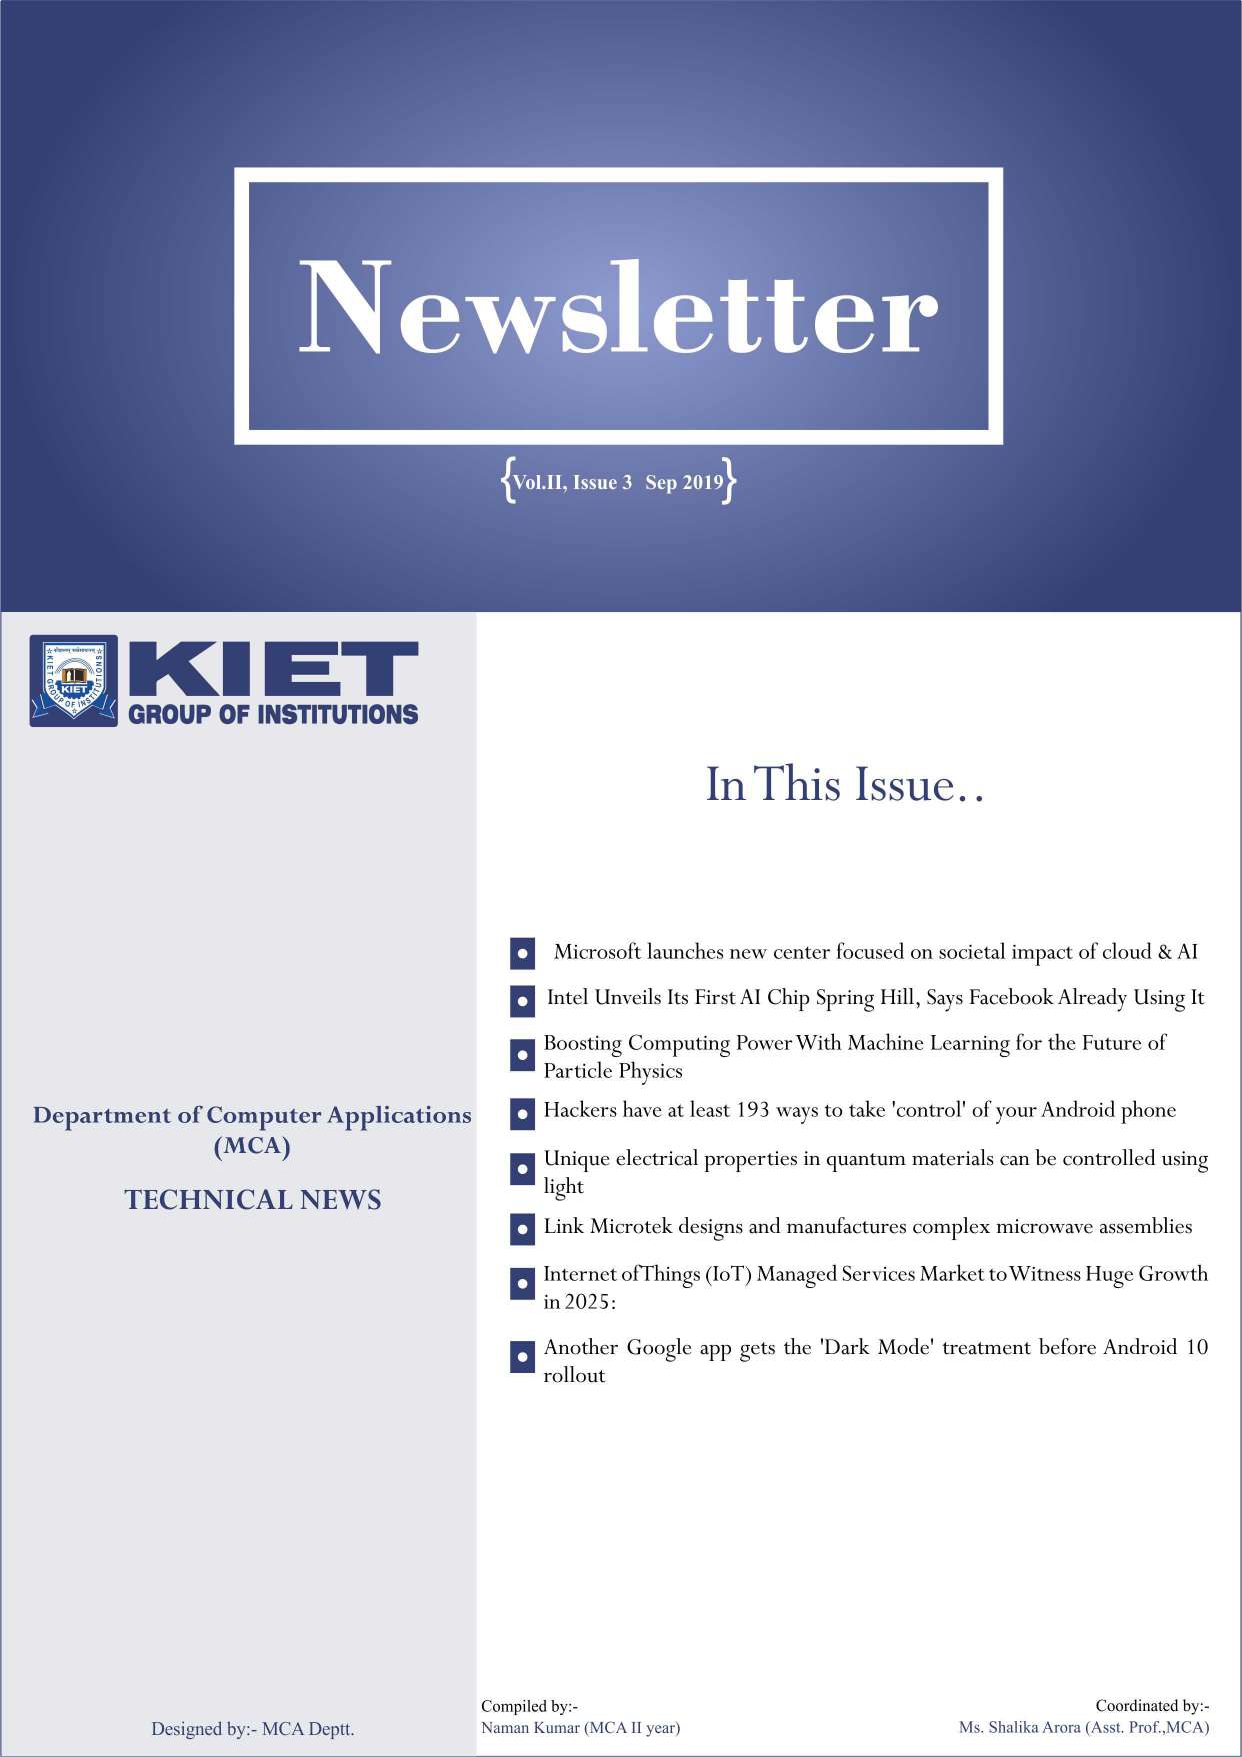 Newsletter
{Vol.II, Issue 3 Sep 2019}
KIET
GROUP OF INSTITUTIONS
KIET GROUP OF INSTITUTIONS
KIET
In This Issue..
Microsoft launches new center focused on societal impact of cloud & AI
Intel Unveils Its First AI Chip Spring Hill, Says Facebook Already Using It
Boosting Computing Power With Machine Learning for the Future of
Particle Physics
Hackers have at least 193 ways to take 'control' of your Android phone
Unique electrical properties in quantum materials can be controlled using
light
Link Microtek designs and manufactures complex microwave assemblies
Internet of Things (IoT) Managed Services Market to Witness Huge Growth
in 2025:
Another Google app gets the 'Dark Mode' treatment before Android 10
rollout
Department of Computer Applications
(MCA)
TECHNICAL NEWS
Designed by:- MCA Deptt.
Compiled by:-
Naman Kumar (MCA II year)
Coordinated by:-
Ms. Shalika Arora (Asst. Prof.,MCA)